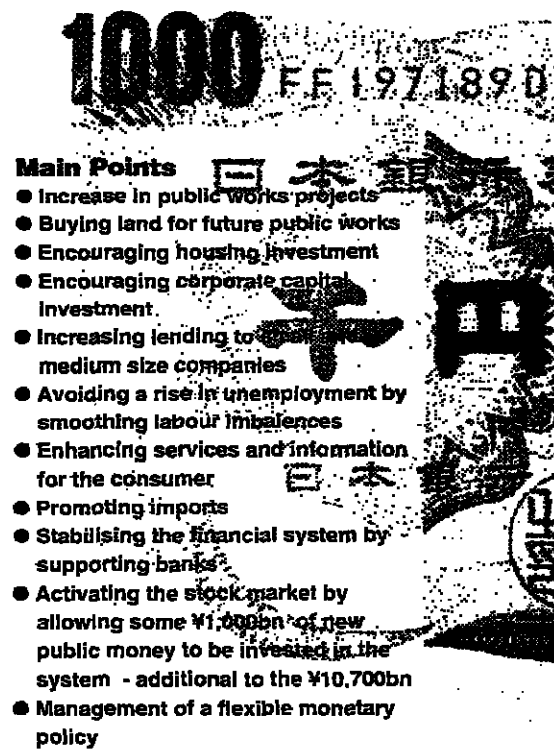 1000
FF197189D
日本銀行
Main Points
● Increase in public works projects
● Buying land for future public works
● Encouraging housing investment
● Encouraging corporate capital
investment.
千円
● Increasing lending to
medium size companies
● Avoiding a rise in unemployment by
smoothing labour imbalences
● Enhancing services and information
for the consumer
日本
● Promoting imports
● Stabilising the financial system by
supporting banks
● Activating the stock market by
allowing some ¥1,000bn of new
public money to be invested in the
system - additional to the ¥10,700bn
● Management of a flexible monetary
policy